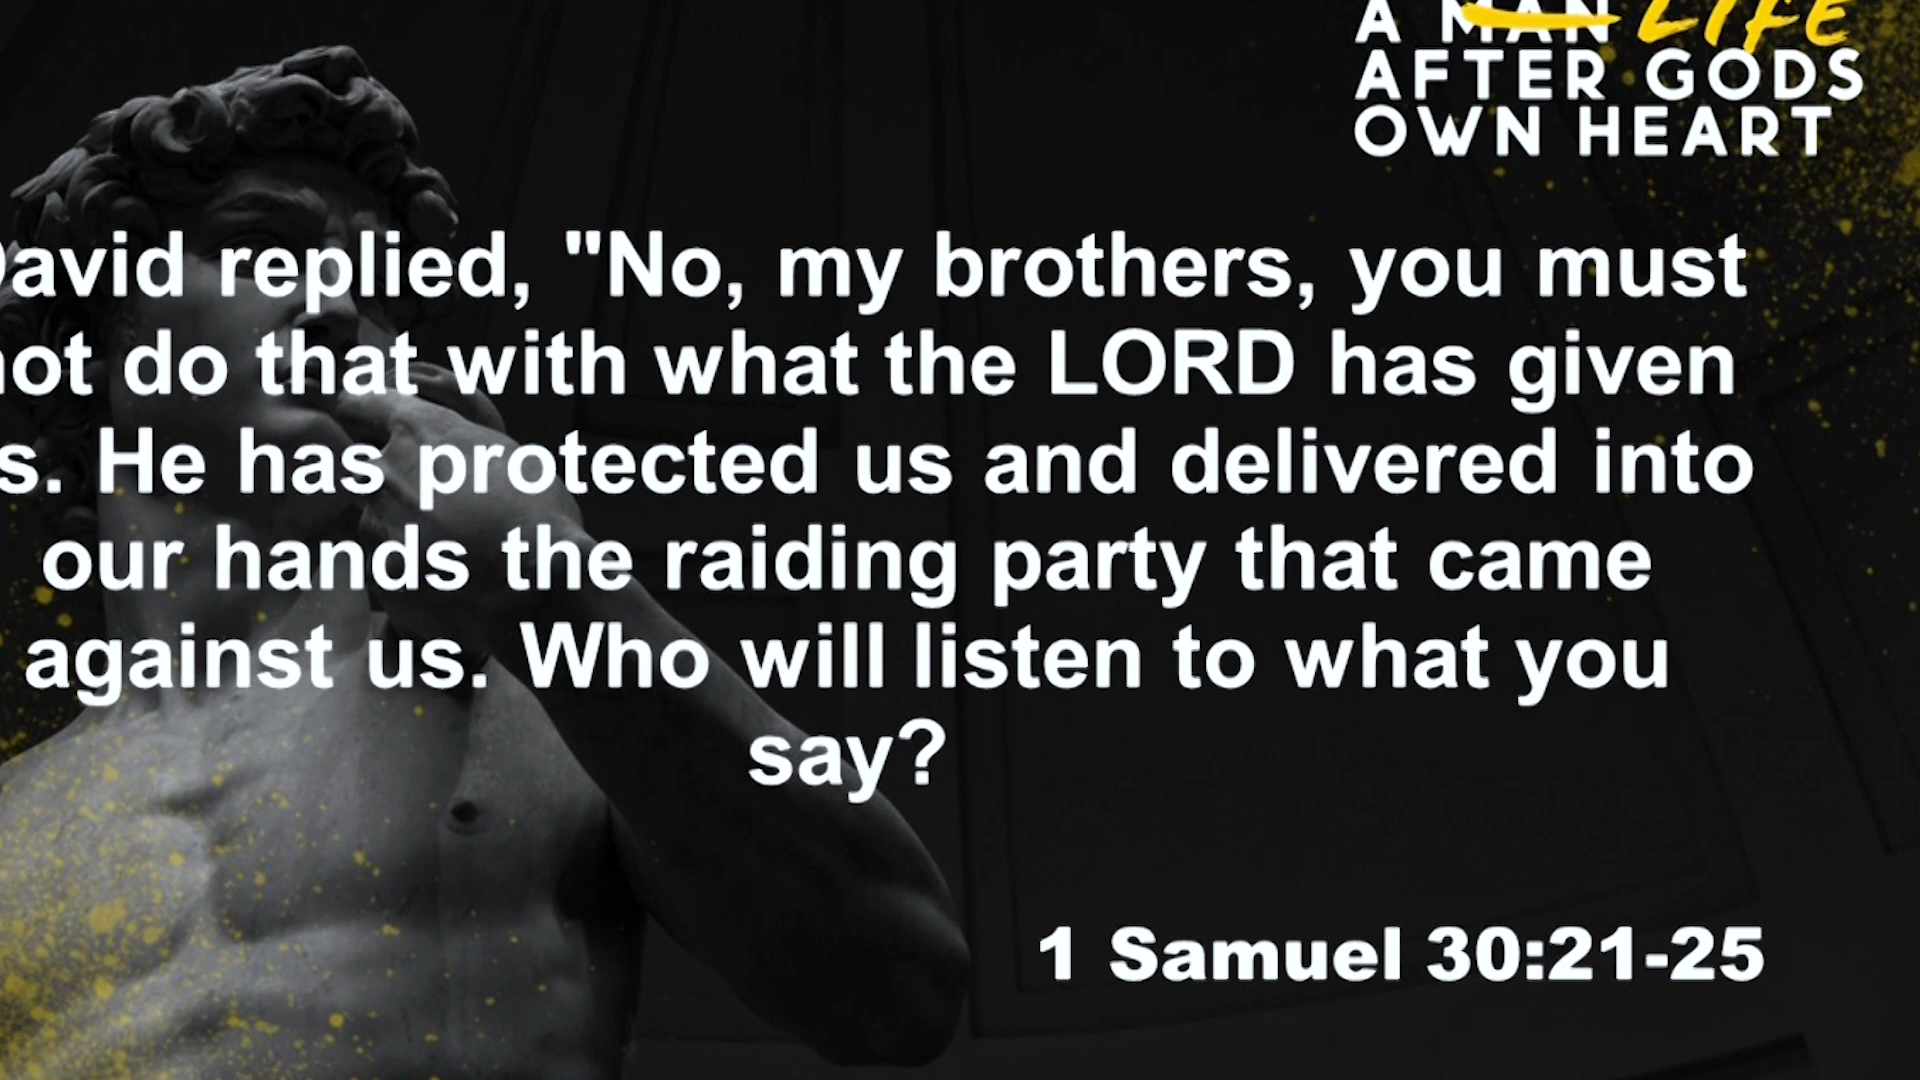 A MAN LIFE
AFTER GODS
OWN HEART
David replied, "No, my brothers, you must
not do that with what the LORD has given
us. He has protected us and delivered into
our hands the raiding party that came
against us. Who will listen to what you
say?
1 Samuel 30:21-25